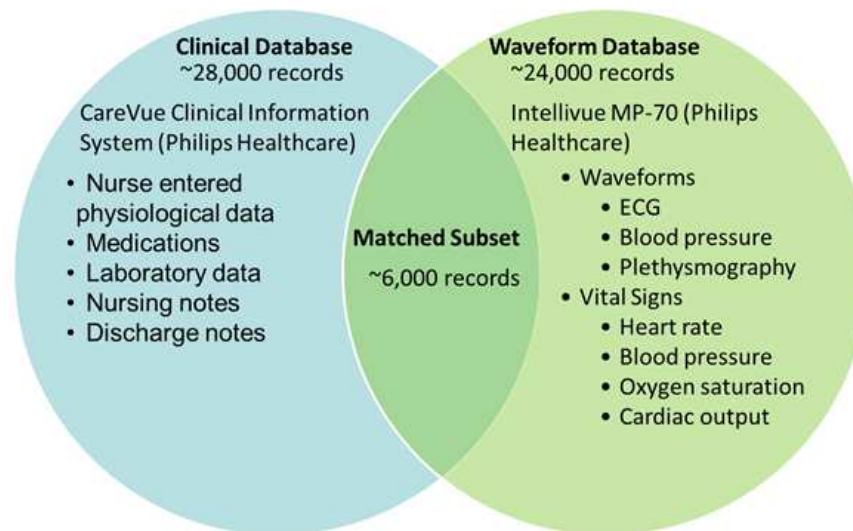 Clinical Database
~28,000 records
CareVue Clinical Information
System (Philips Healthcare)
• Nurse entered
physiological data
• Medications
• Laboratory data
• Nursing notes
• Discharge notes
Matched Subset
~6,000 records
Waveform Database
~24,000 records
Intellivue MP-70 (Philips
Healthcare)
• Waveforms
• ECG
• Blood pressure
• Plethysmography
• Vital Signs
• Heart rate
• Blood pressure
• Oxygen saturation
• Cardiac output